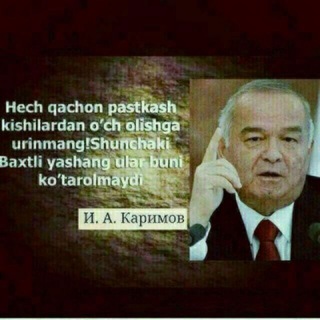 Hech qachon pastkash
kishilardan o'ch olishga
urinmang!Shunchaki
Baxtli yashang ular buni
ko'tarolmaydi
И. А. Каримов